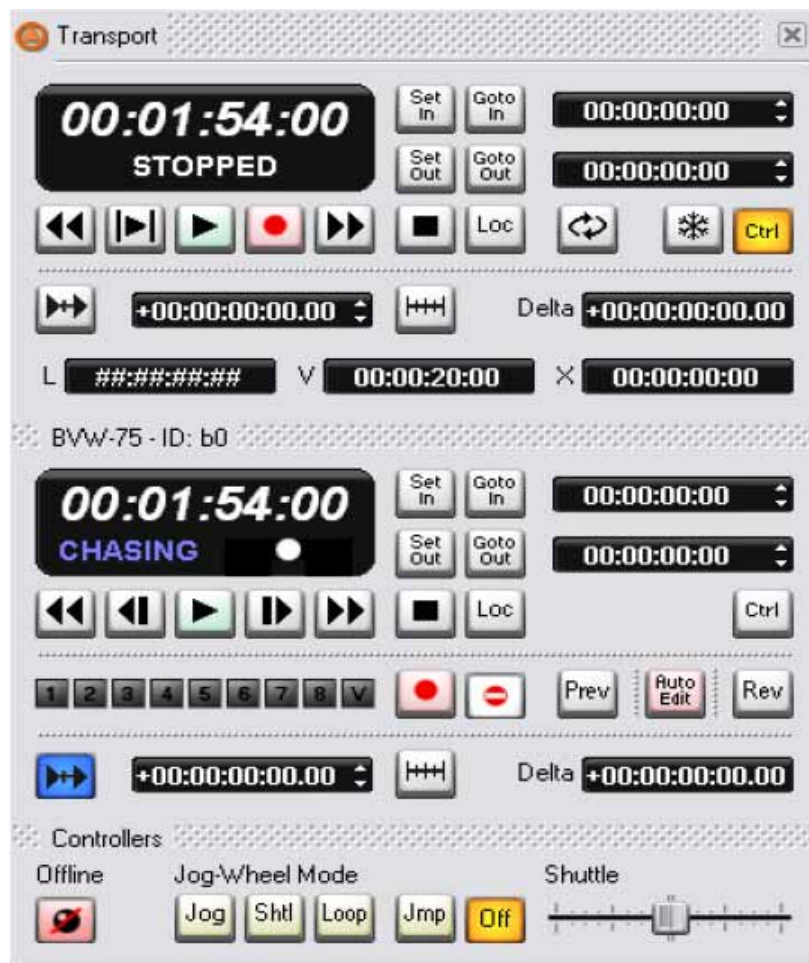 Transport
00:01:54:00
STOPPED
Set In Goto In 00:00:00:00
Set Out Goto Out 00:00:00:00
Loc Ctrl
+00:00:00:00.00 Delta +00:00:00:00.00
L ##:##:##:## V 00:00:20:00 X 00:00:00:00
BVW-75 - ID: b0
00:01:54:00
CHASING
Set In Goto In 00:00:00:00
Set Out Goto Out 00:00:00:00
Loc Ctrl
1 2 3 4 5 6 7 8 V Prev Auto Edit Rev
+00:00:00:00.00 Delta +00:00:00:00.00
Controllers
Offline Jog-Wheel Mode Shuttle
Jog Shtl Loop Jmp Off